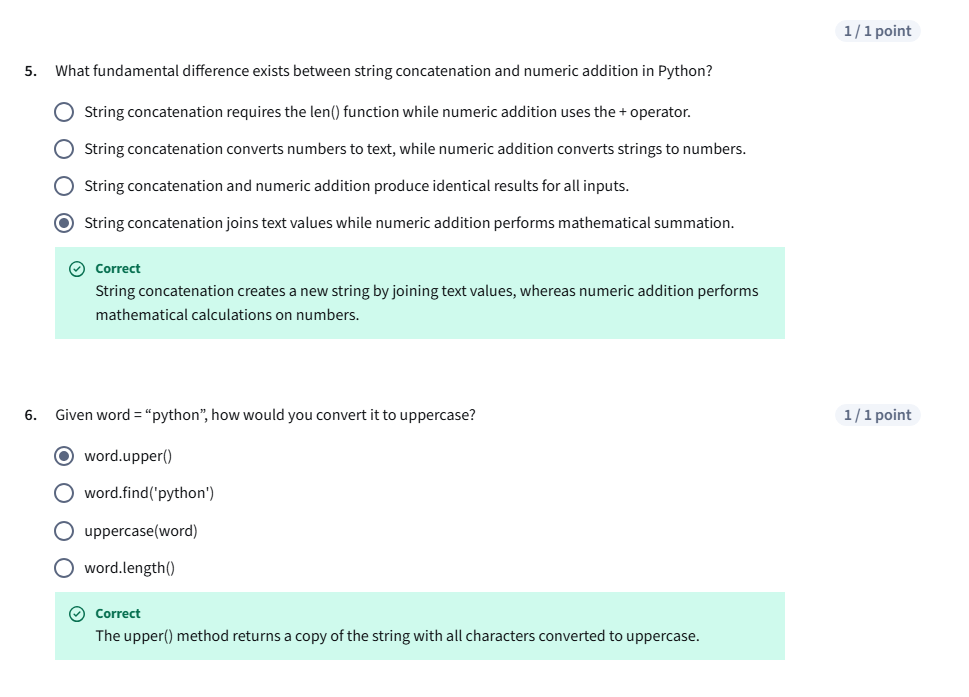 1 / 1 point
5. What fundamental difference exists between string concatenation and numeric addition in Python?
String concatenation requires the len() function while numeric addition uses the + operator.
String concatenation converts numbers to text, while numeric addition converts strings to numbers.
String concatenation and numeric addition produce identical results for all inputs.
String concatenation joins text values while numeric addition performs mathematical summation.
Correct
String concatenation creates a new string by joining text values, whereas numeric addition performs
mathematical calculations on numbers.
6. Given word = “python”, how would you convert it to uppercase? 1 / 1 point
word.upper()
word.find('python')
uppercase(word)
word.length()
Correct
The upper() method returns a copy of the string with all characters converted to uppercase.